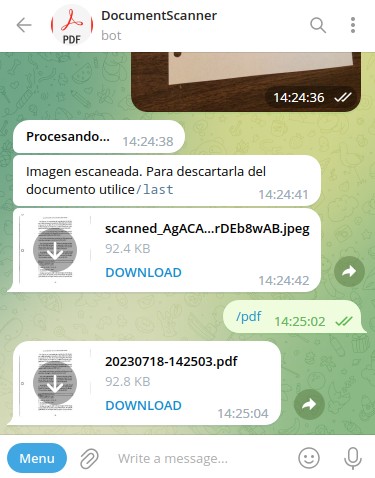 DocumentScanner
bot
PDF
14:24:36
Procesando... 14:24:38
Imagen escaneada. Para descartarla del
documento utilice/last
14:24:41
scanned_AgACA...rDEb8wAB.jpeg
92.4 KB
DOWNLOAD
14:24:42
/pdf 14:25:02
20230718-142503.pdf
92.8 KB
DOWNLOAD
14:25:04
Menu
Write a message...